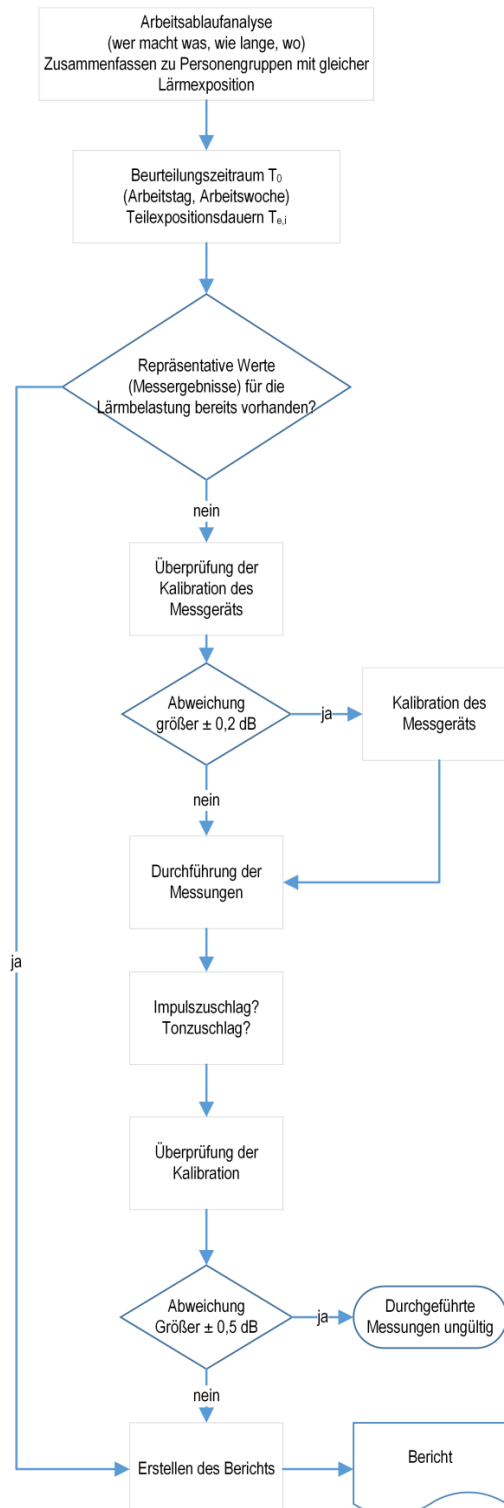 Arbeitsablaufanalyse
(wer macht was, wie lange, wo)
Zusammenfassen zu Personengruppen mit gleicher
Lärmexposition
Beurteilungszeitraum T₀
(Arbeitstag, Arbeitswoche)
Teilexpositionsdauern Tₑ,ᵢ
Repräsentative Werte
(Messergebnisse) für die
Lärmbelastung bereits vorhanden?
nein
Überprüfung der
Kalibration des
Messgeräts
Abweichung
größer ± 0,2 dB
ja
Kalibration des
Messgeräts
nein
Durchführung der
Messungen
ja
Impulszuschlag?
Tonzuschlag?
Überprüfung der
Kalibration
Abweichung
Größer ± 0,5 dB
ja
Durchgeführte
Messungen ungültig
nein
Erstellen des Berichts
Bericht